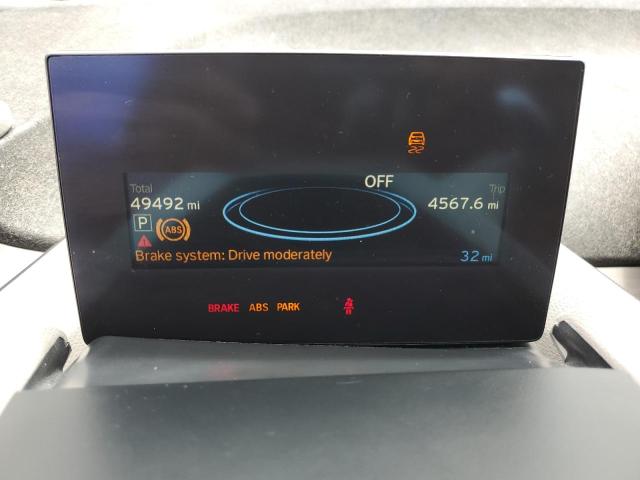 OFF
Total
Trip
49492 mi
4567.6 mi
P
ABS
Brake system: Drive moderately
32 mi
BRAKE ABS PARK